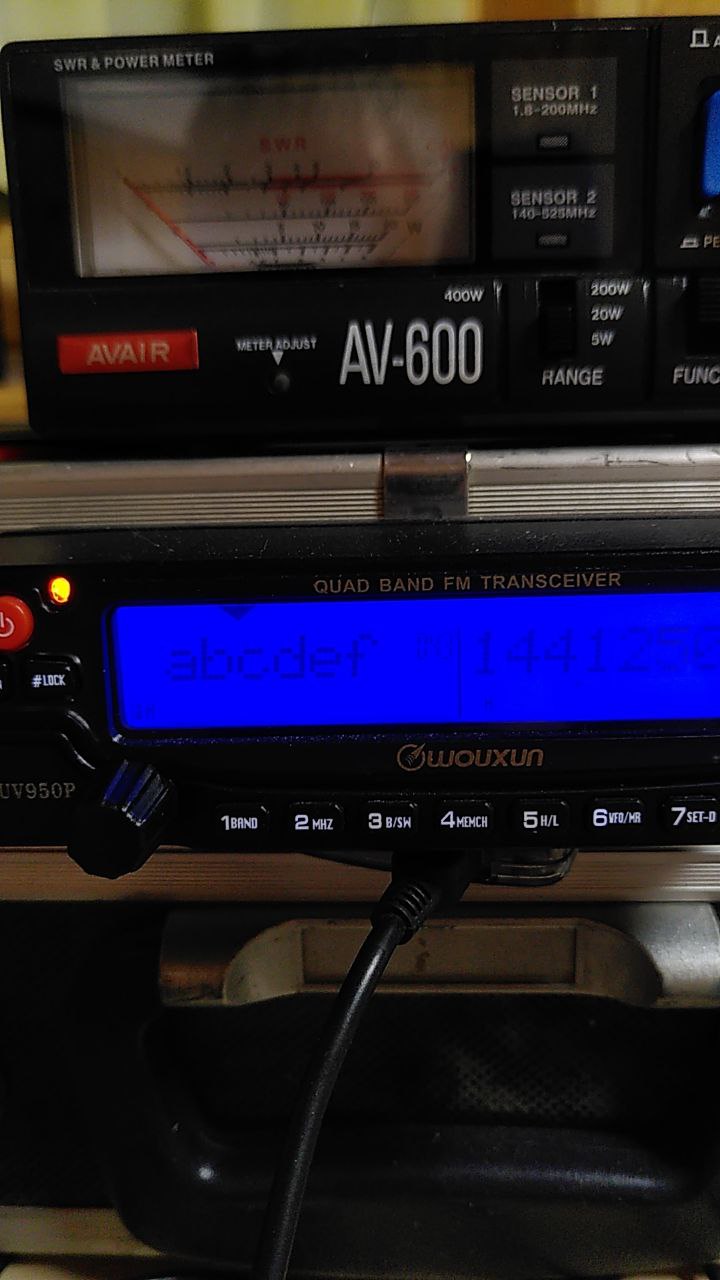 SWR & POWER METER
SWR
W
SENSOR 1
1.8-200MHz
SENSOR 2
140-525MHz
400W
200W
20W
5W
RANGE
FUNC
AVAIR
METER ADJUST
AV-600
QUAD BAND FM TRANSCEIVER
#LOCK
abcdef
144125
WOUXUN
UV950P
1BAND
2MHZ
3B/SW
4MEMCH
5H/L
6VFO/MR
7SET-D